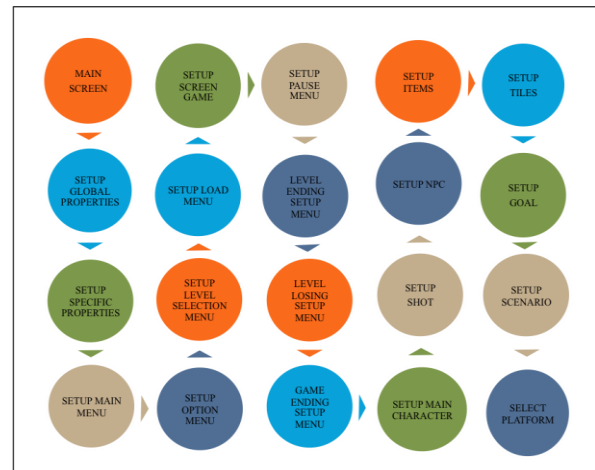 MAIN
SCREEN
SETUP
GLOBAL
PROPERTIES
SETUP
SPECIFIC
PROPERTIES
SETUP MAIN
MENU
SETUP
OPTION
MENU
SETUP
LEVEL
SELECTION
MENU
SETUP LOAD
MENU
SETUP
SCREEN
GAME
SETUP
PAUSE
MENU
LEVEL
ENDING
SETUP
MENU
LEVEL
LOSING
SETUP
MENU
GAME
ENDING
SETUP
MENU
SETUP MAIN
CHARACTER
SETUP
SHOT
SETUP NPC
SETUP
ITEMS
SETUP
TILES
SETUP
GOAL
SETUP
SCENARIO
SELECT
PLATFORM